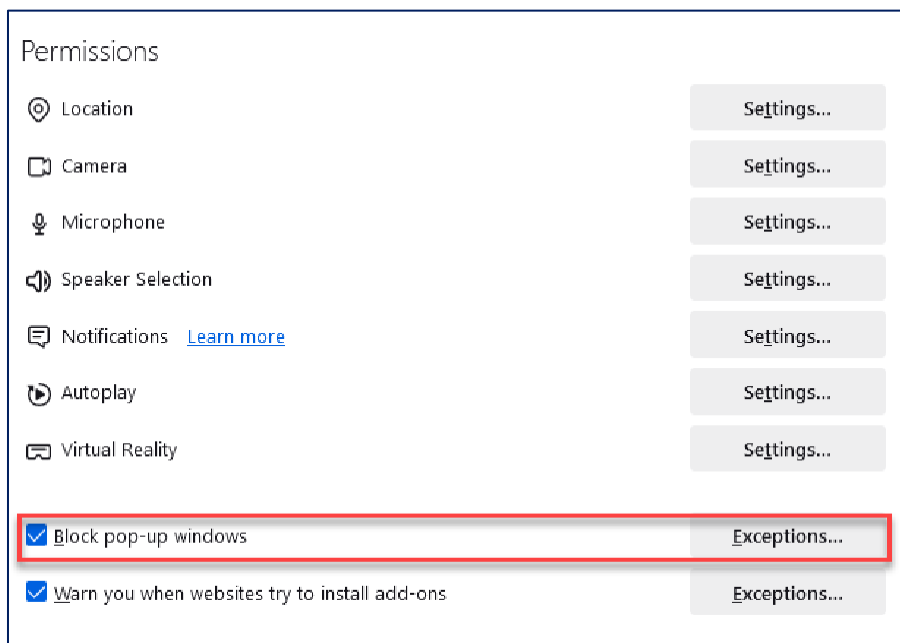 Permissions
Location Settings...
Camera Settings...
Microphone Settings...
Speaker Selection Settings...
Notifications Learn more Settings...
Autoplay Settings...
Virtual Reality Settings...
Block pop-up windows Exceptions...
Warn you when websites try to install add-ons Exceptions...